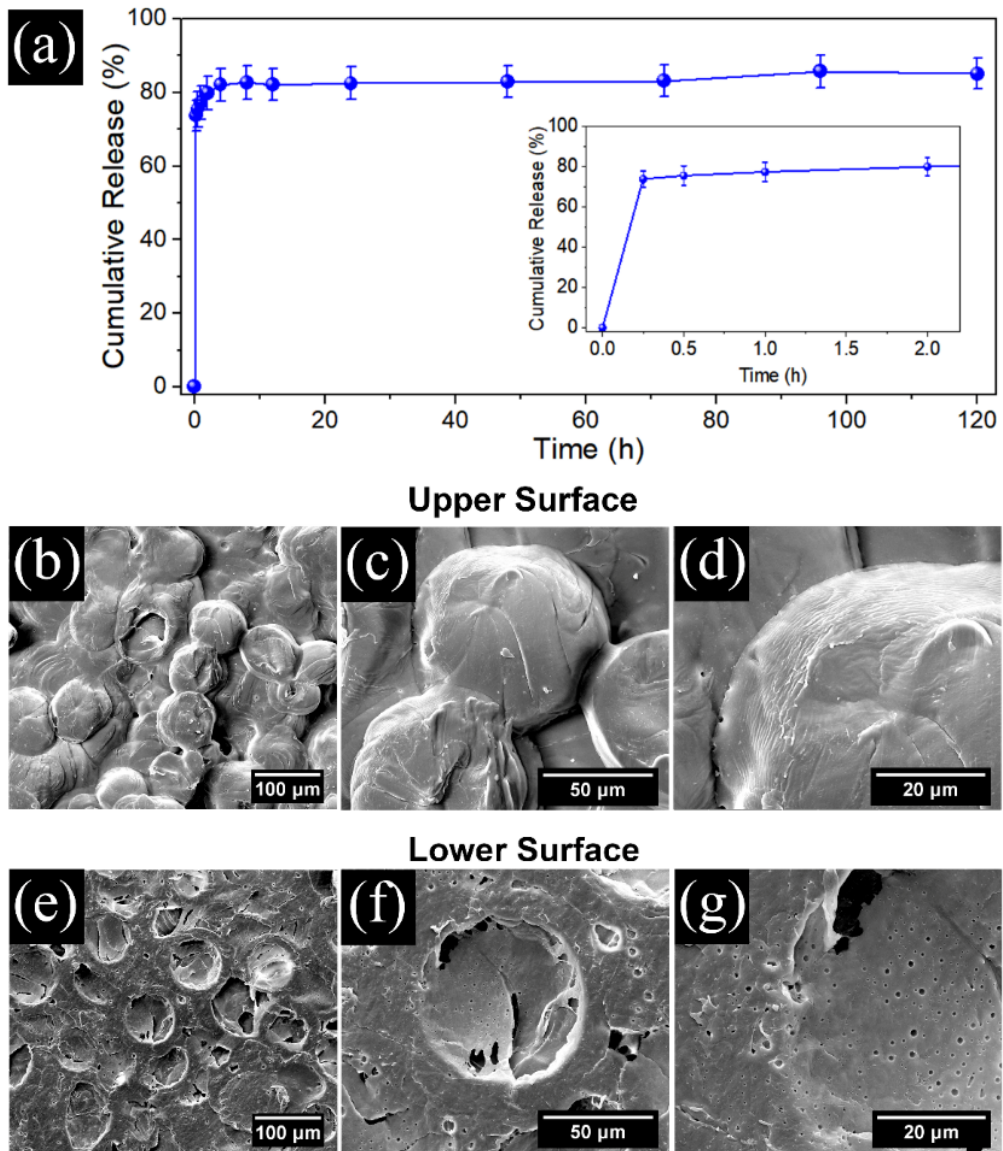 (a)
Cumulative Release (%)
100
80
60
40
20
0
0 20 40 60 80 100 120
Time (h)
Cumulative Release (%)
100
80
60
40
20
0
0.0 0.5 1.0 1.5 2.0
Time (h)
Upper Surface
(b) (c) (d)
100 µm 50 µm 20 µm
Lower Surface
(e) (f) (g)
100 µm 50 µm 20 µm